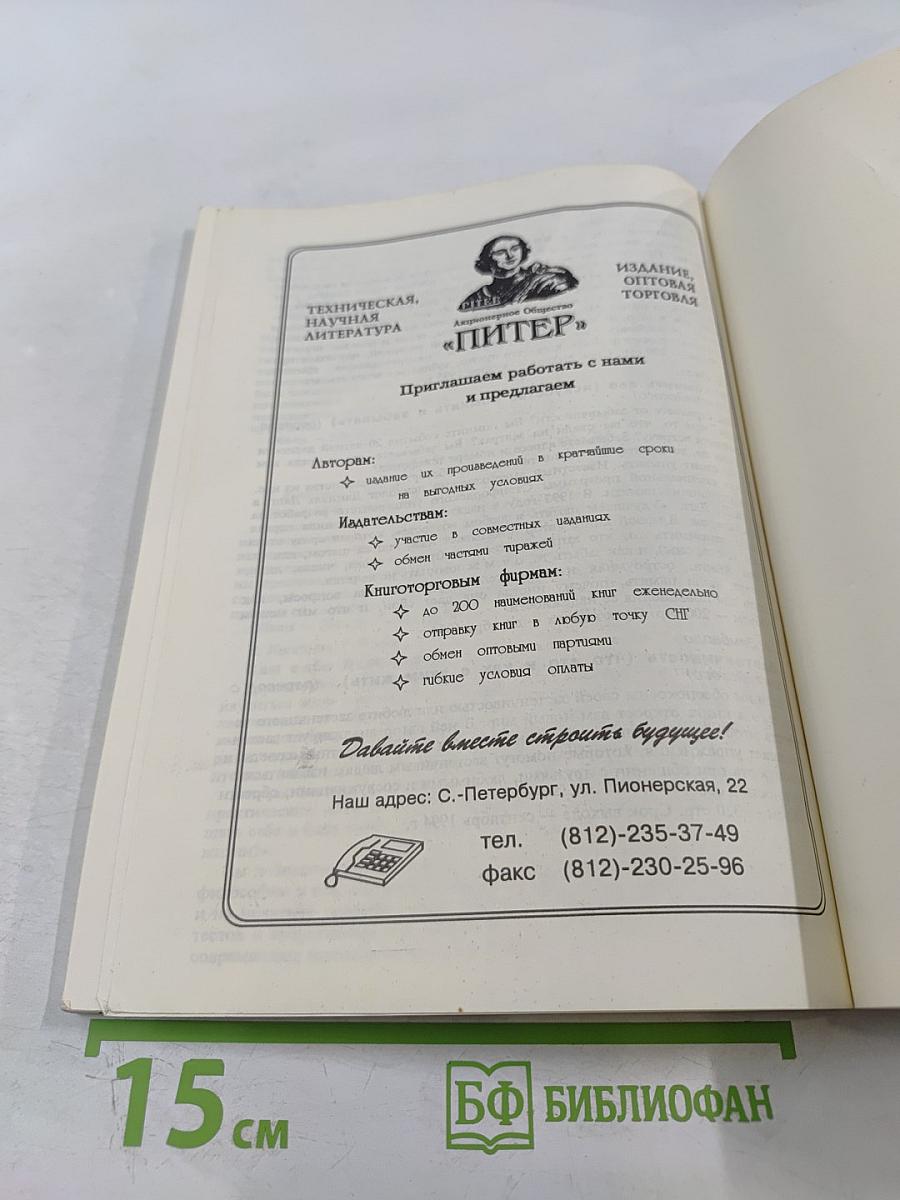 ТЕХНИЧЕСКАЯ,
НАУЧНАЯ
ЛИТЕРАТУРА
ПИТЕР
Акционерное Общество
«ПИТЕР»
ИЗДАНИЕ,
ОПТОВАЯ
ТОРГОВЛЯ
Приглашаем работать с нами
и предлагаем
Авторам:
издание их произведений в кратчайшие сроки
на выгодных условиях
Издательствам:
участие в совместных изданиях
обмен частями тиражей
Книготорговым фирмам:
до 200 наименований книг еженедельно
отправку книг в любую точку СНГ
обмен оптовыми партиями
гибкие условия оплаты
Давайте вместе строить будущее!
Наш адрес: С.-Петербург, ул. Пионерская, 22
тел. (812)-235-37-49
факс (812)-230-25-96
15 см
БФ БИБЛИОФАН